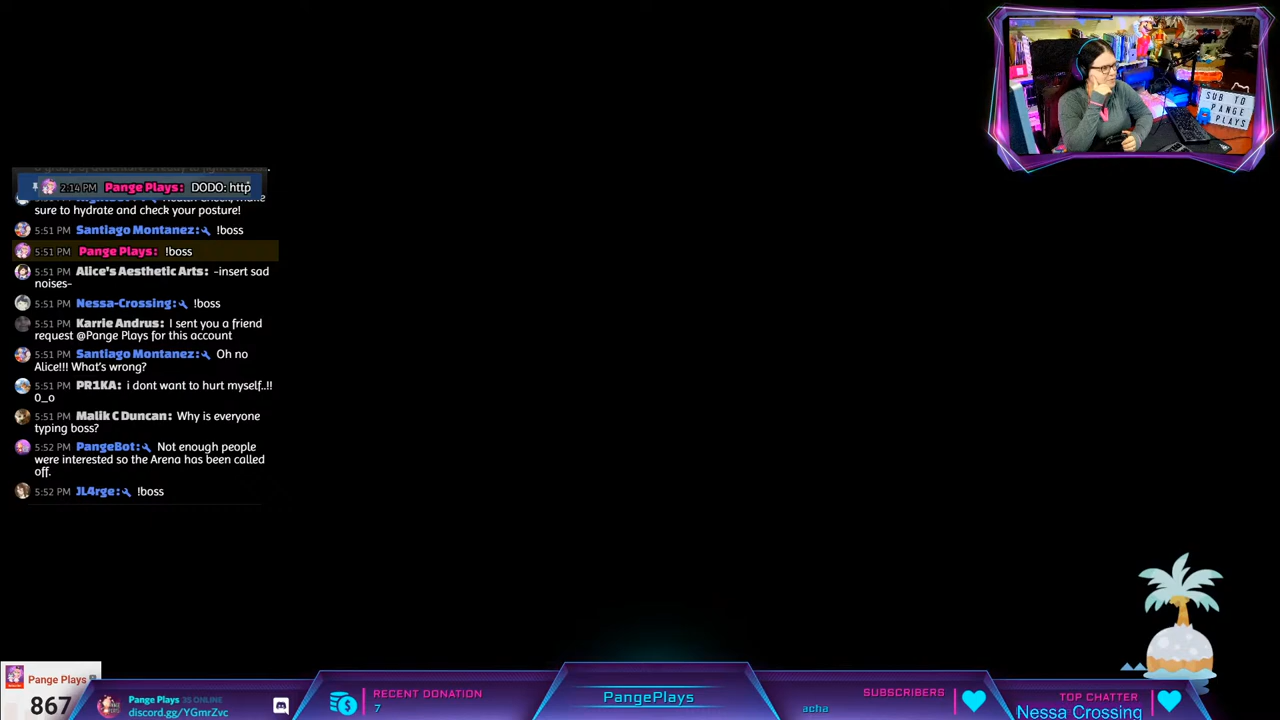 2:14 PM Pange Plays: DODO: http
sure to hydrate and check your posture!
5:51 PM Santiago Montanez: !boss
5:51 PM Pange Plays: !boss
5:51 PM Alice's Aesthetic Arts: -insert sad
noises-
5:51 PM Nessa-Crossing: !boss
5:51 PM Karrie Andrus: I sent you a friend
request @Pange Plays for this account
5:51 PM Santiago Montanez: Oh no
Alice!!! What's wrong?
5:51 PM PR1KA: i dont want to hurt myself..!!
0_o
5:51 PM Malik C Duncan: Why is everyone
typing boss?
5:52 PM PangeBot: Not enough people
were interested so the Arena has been called
off.
5:52 PM JL4rge: !boss
SUB TO
PANGE
PLAYS
Pange Plays
867
Pange Plays 35 ONLINE
discord.gg/YGmrZvc
RECENT DONATION
7
PangePlays
SUBSCRIBERS
acha
TOP CHATTER
Nessa Crossing